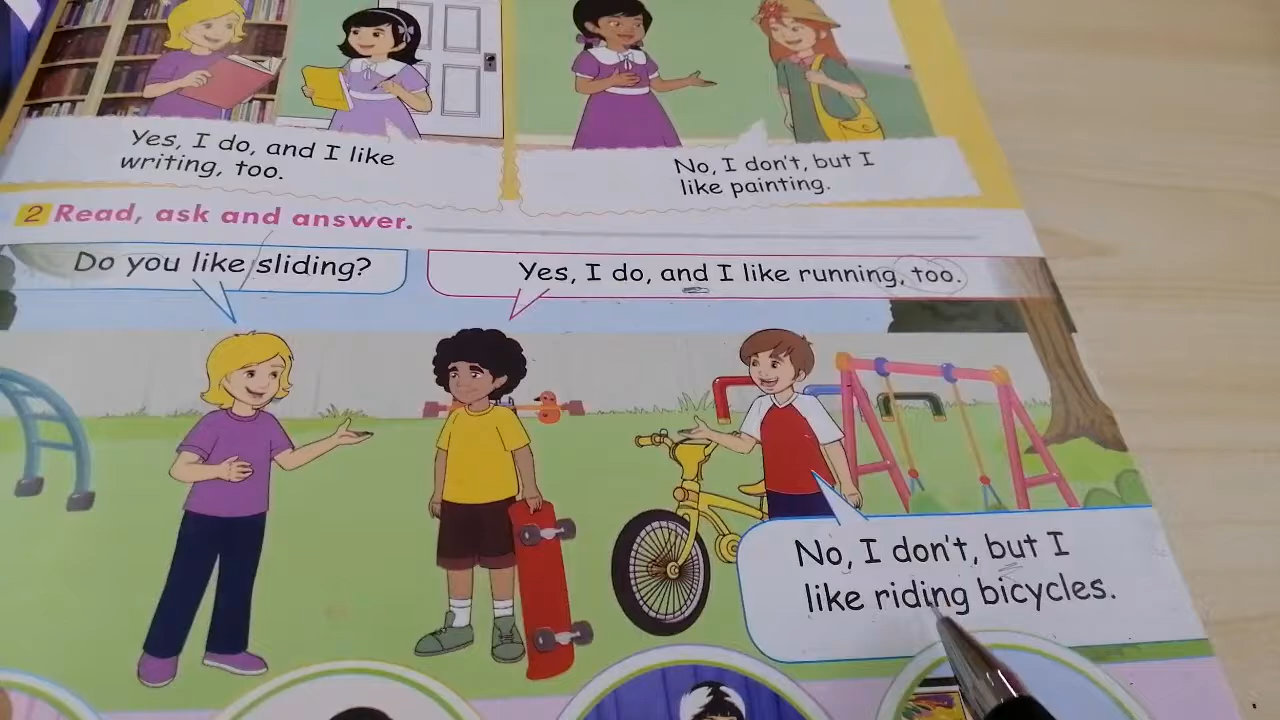 Yes, I do, and I like
writing, too.
No, I don't, but I
like painting.
2 Read, ask and answer.
Do you like sliding?
Yes, I do, and I like running, too.
No, I don't, but I
like riding bicycles.